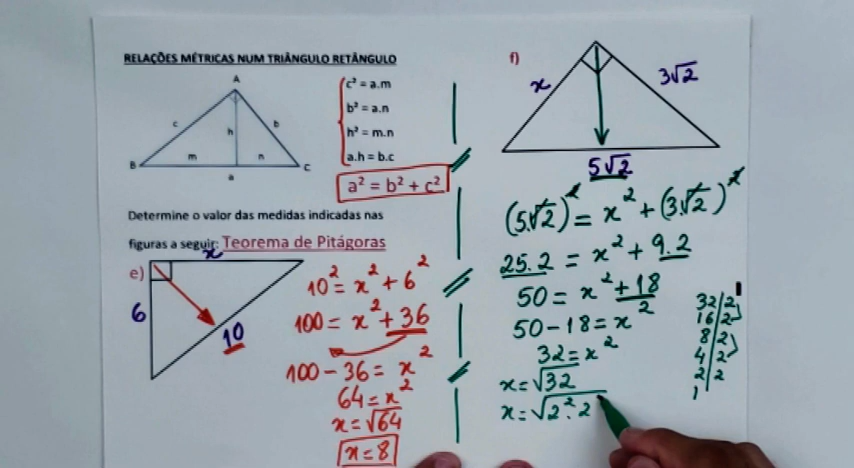 RELAÇÕES MÉTRICAS NUM TRIÂNGULO RETÂNGULO
A
c
b
h
m
n
B
C
a
c² = a.m
b² = a.n
h² = m.n
a.h = b.c
a² = b² + c²
Determine o valor das medidas indicadas nas
figuras a seguir: Teorema de Pitágoras
e)
x
6
10
10² = x² + 6²
100 = x² + 36
100 - 36 = x²
64 = x²
x = √64
x = 8
f)
x
3√2
5√2
(5√2)² = x² + (3√2)²
25.2 = x² + 9.2
50 = x² + 18
50 - 18 = x²
32 = x²
x = √32
x = √2².2
32 2
16 2
8 2
4 2
2 2
1